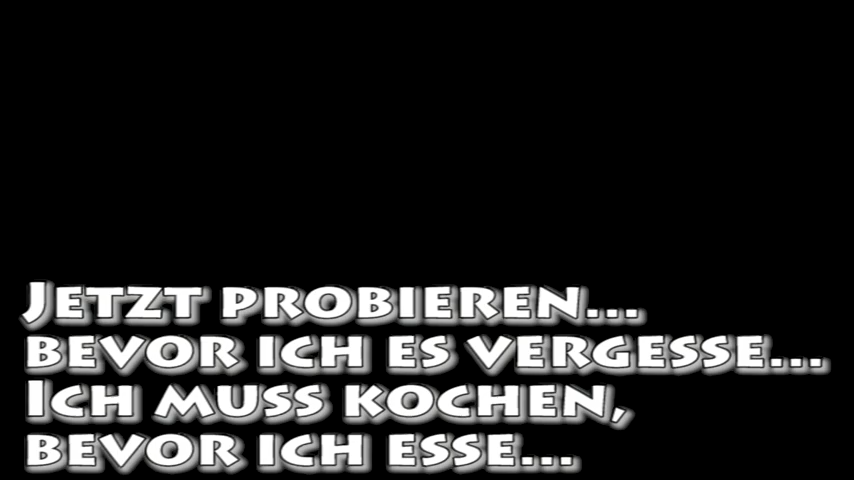 Jetzt probieren...
bevor ich es vergesse...
Ich muss kochen,
bevor ich esse...